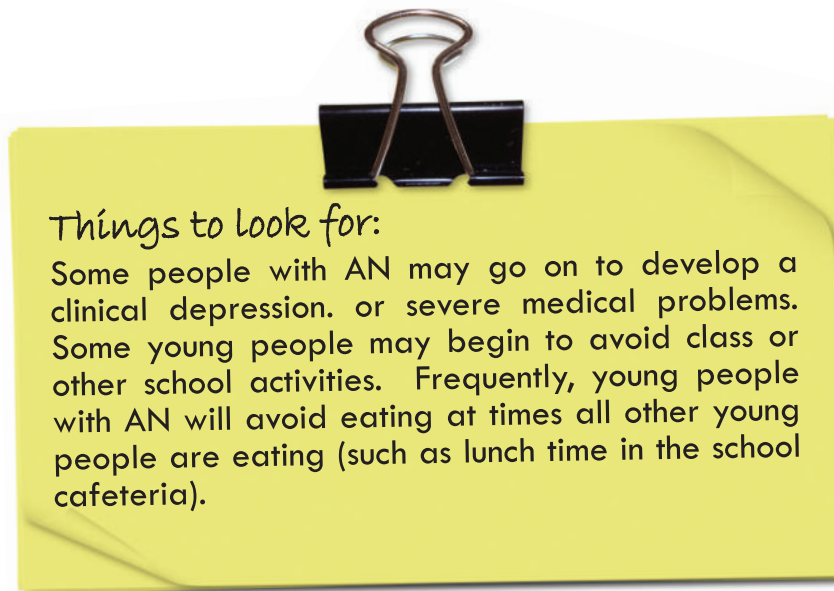 Things to look for:
Some people with AN may go on to develop a
clinical depression. or severe medical problems.
Some young people may begin to avoid class or
other school activities. Frequently, young people
with AN will avoid eating at times all other young
people are eating (such as lunch time in the school
cafeteria).